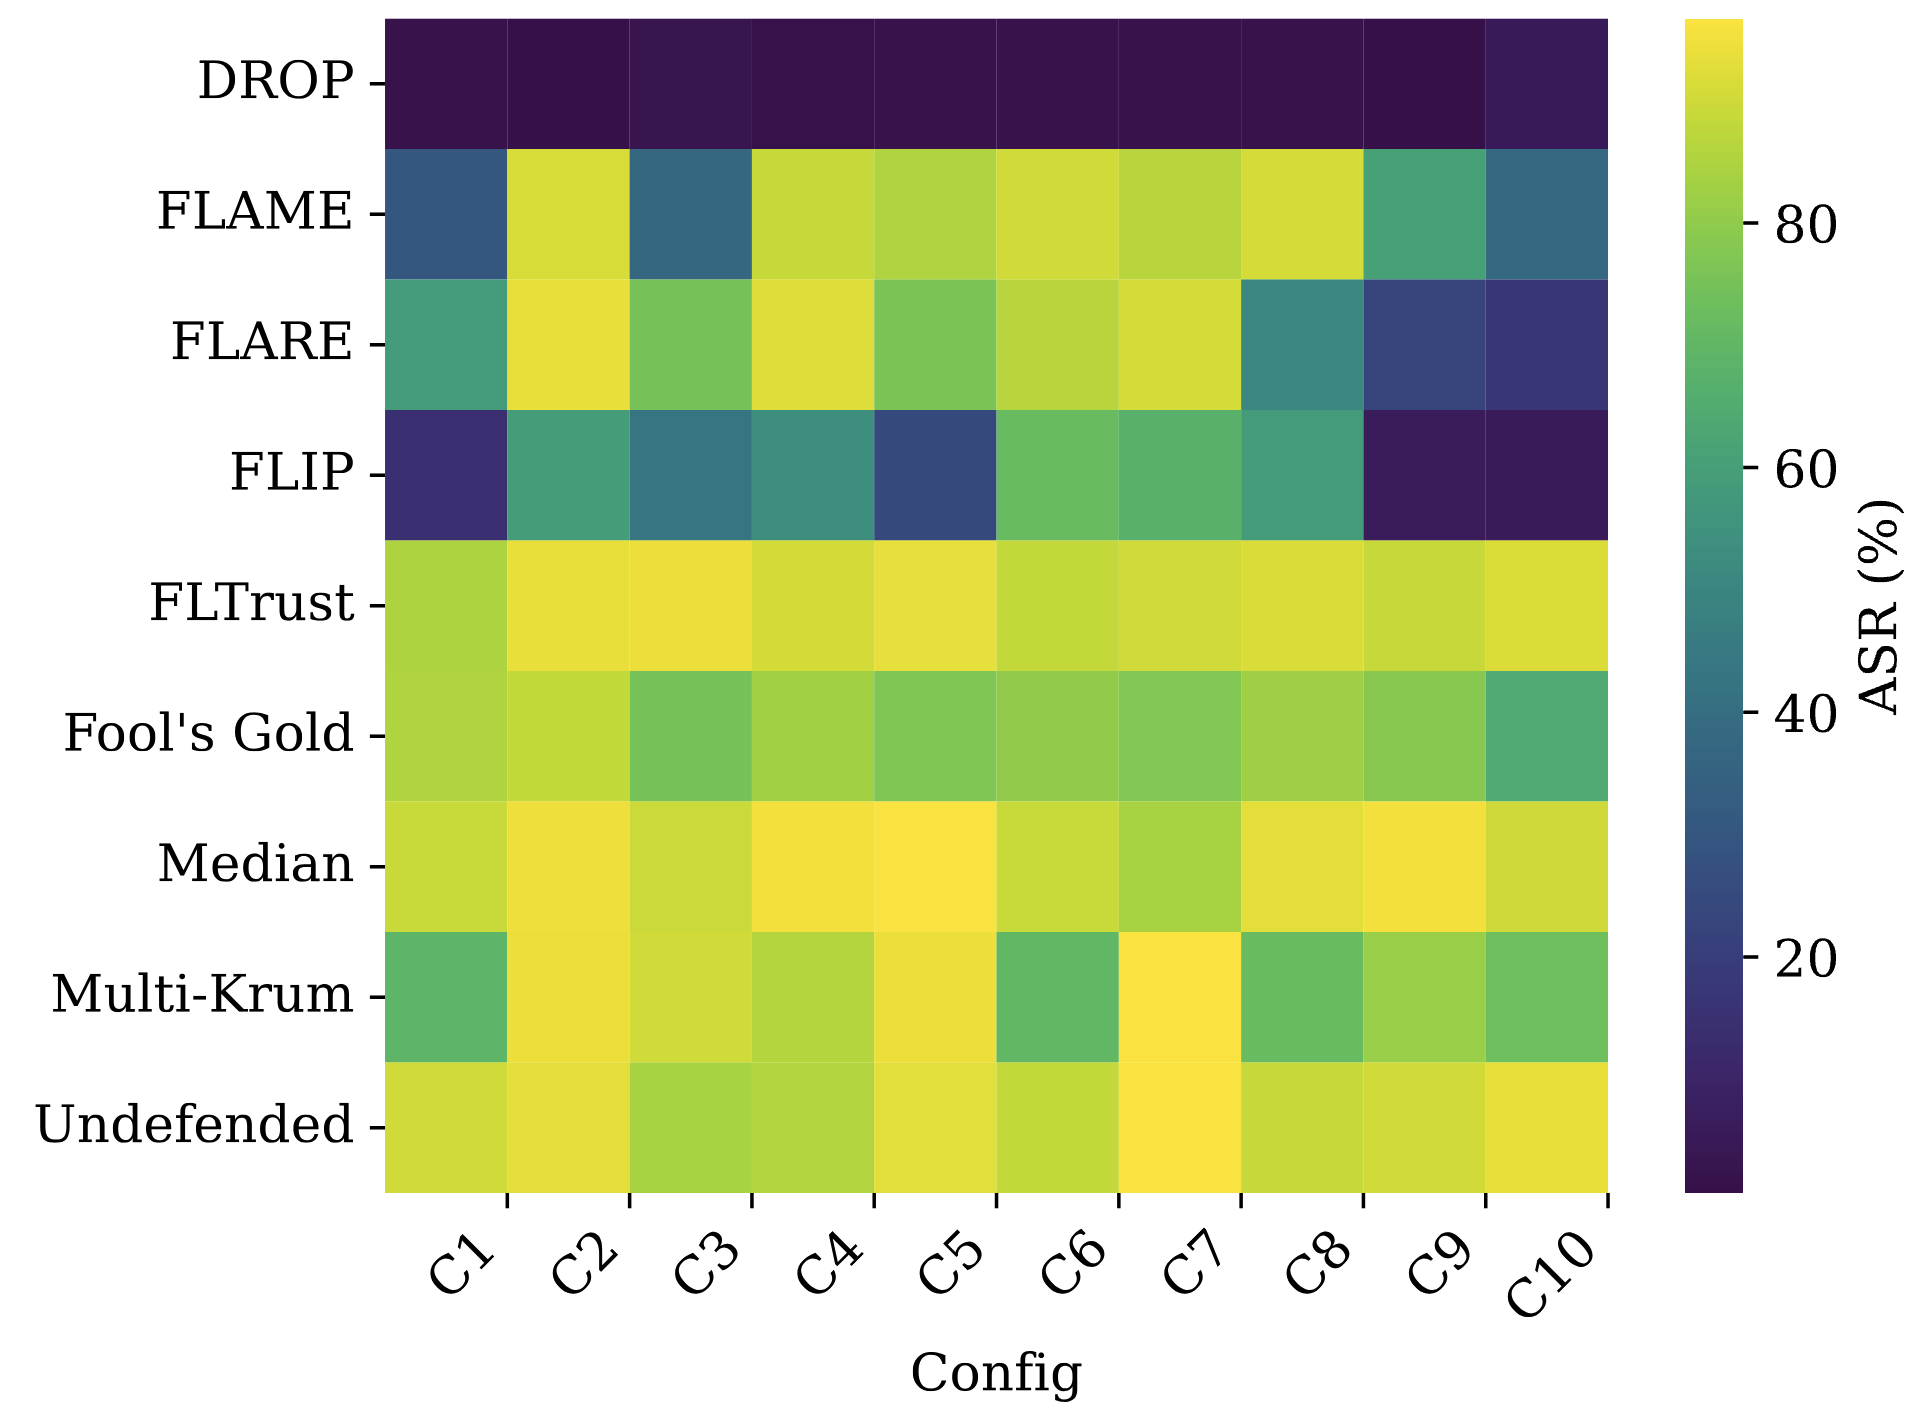 DROP
FLAME
FLARE
FLIP
FLTrust
Fool's Gold
Median
Multi-Krum
Undefended
C1
C2
C3
C4
C5
C6
C7
C8
C9
C10
Config
80
60
40
20
ASR (%)